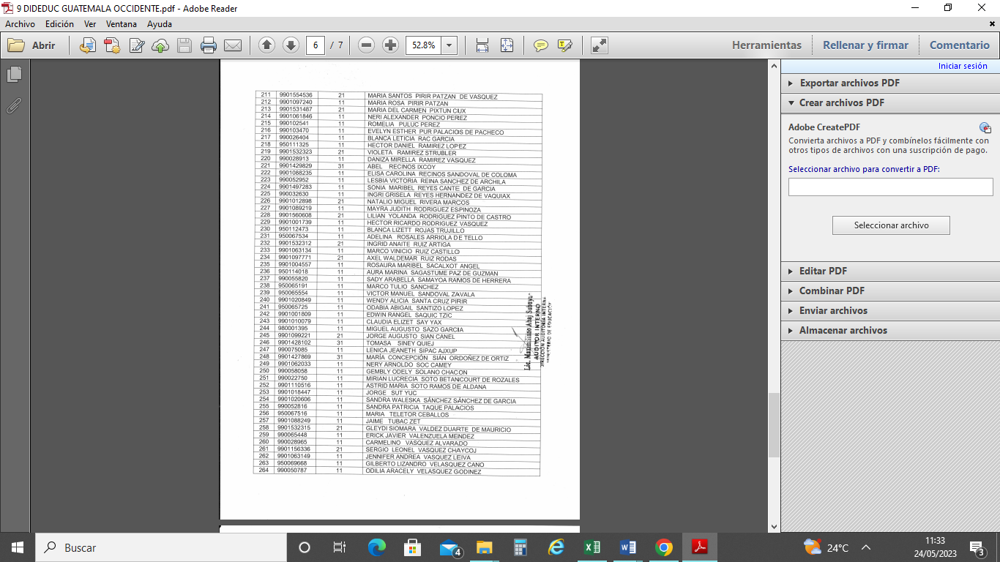 9 DIDEDUC GUATEMALA OCCIDENTE.pdf - Adobe Reader
Archivo Edición Ver Ventana Ayuda
Abrir 6 / 7 52.8% Herramientas Rellenar y firmar Comentario
Iniciar sesión
Exportar archivos PDF
Crear archivos PDF
Adobe CreatePDF
Convierta archivos a PDF y combínelos fácilmente con
otros tipos de archivos con una suscripción de pago.
Seleccionar archivo para convertir a PDF:
Seleccionar archivo
Editar PDF
Combinar PDF
Enviar archivos
Almacenar archivos
211 9901554536 21 MARIA SANTOS PIRIR PATZAN DE VASQUEZ
212 9901097240 11 MARIA ROSA PIRIR PATZAN
213 9901531487 21 MARIA DEL CARMEN PIXTUN CUX
214 9901061846 11 NERI ALEXANDER PONCIO PEREZ
215 990102541 11 ROMELIA PULUC PEREZ
216 990103470 11 EVELYN ESTHER PUR PALACIOS DE PACHECO
217 990026404 11 BLANCA LETICIA RAC GARCIA
218 950111325 11 HECTOR DANIEL RAMIREZ LOPEZ
219 9901532323 21 VIOLETA RAMIREZ STRUBLER
220 990028913 11 DANIZA MIRELLA RAMIREZ VASQUEZ
221 9901429829 31 ABEL RECINOS IXCOY
222 9901088235 11 ELISA CAROLINA RECINOS SANDOVAL DE COLOMA
223 990052952 11 LESBIA VICTORIA REINA SANCHEZ DE ARCHILA
224 9901497283 11 SONIA MARIBEL REYES CANTE DE GARCIA
225 990032630 11 INGRI GRISELA REYES HERNANDEZ DE VAQUIAX
226 9901012898 21 NATALIO MIGUEL RIVERA MARCOS
227 9901089219 11 MAYRA JUDITH RODRIGUEZ ESPINOZA
228 9901560608 21 LILIAN YOLANDA RODRIGUEZ PINTO DE CASTRO
229 9901001739 11 HECTOR RICARDO RODRIGUEZ VASQUEZ
230 950112473 11 BLANCA LIZETT ROJAS TRUJILLO
231 950067534 11 ADELINA ROSALES ARRIOLA DE TELLO
232 9901532312 21 INGRID ANAITE RUIZ ARTIGA
233 9901063134 11 MARCO VINICIO RUIZ CASTILLO
234 9901097771 21 AXEL WALDEMAR RUIZ RODAS
235 9901004557 11 ROSAURA MARIBEL SACALXOT ANGEL
236 950114018 11 AURA MARINA SAGASTUME PAZ DE GUZMAN
237 990055820 11 SADY ARABELLA SAMAYOA RAMOS DE HERRERA
238 950065191 11 MARCO TULIO SANCHEZ
239 950065554 11 VICTOR MANUEL SANDOVAL ZAVALA
240 9901020849 11 WENDY ALICIA SANTA CRUZ PIRIR
241 950065725 11 ODABIA ABIGAIL SANTIZO LOPEZ
242 9901001809 11 EDWIN RANGEL SAQUIC TZIC
243 9901010079 11 CLAUDIA ELIZET SAY YAX
244 980001395 11 MIGUEL AUGUSTO SAZO GARCIA
245 9901099221 21 JORGE AUGUSTO SIAN CANEL
246 9901428102 31 TOMASA SINEY QUIEJ
247 990075085 11 LENICA JEANETH SIPAC AJXUP
248 9901427869 31 MARÍA CONCEPCIÓN SIÁN ORDOÑEZ DE ORTIZ
249 9901062033 11 NERY ARNOLDO SOC CAMEY
250 990058058 11 GEMBLY ODELY SOLANO CHACON
251 990022750 11 MIRIAN LUCRECIA SOTO BETANCOURT DE ROZALES
252 9901110516 11 ASTRID MARIA SOTO RAMOS DE ALDANA
253 9901018447 11 JORGE SUT YUC
254 9901020606 11 SANDRA WALESKA SÁNCHEZ SÁNCHEZ DE GARCIA
255 990052816 11 SANDRA PATRICIA TAQUE PALACIOS
256 950067516 11 MARIA TELETOR CEBALLOS
257 9901088249 11 JAIME TUBAC ZET
258 9901532315 21 GLEYDI SIOMARA VALDEZ DUARTE DE MAURICIO
259 990065448 11 ERICK JAVIER VALENZUELA MENDEZ
260 990028965 11 CARMELINO VASQUEZ ALVARADO
261 9901156336 21 SERGIO LEONEL VASQUEZ CHAYCOJ
262 9901063149 11 JENNIFER ANDREA VASQUEZ LEIVA
263 950069668 11 GILBERTO LIZANDRO VELASQUEZ CANO
264 990050787 11 ODILIA ARACELY VELASQUEZ GODINEZ
Lic. Maximiliano
AUDITOR INTERNO
DIRECCION AUDITORIA INTERNA
MINISTERIO DE EDUCACIÓN
Buscar 4 24°C 11:33
24/05/2023 3